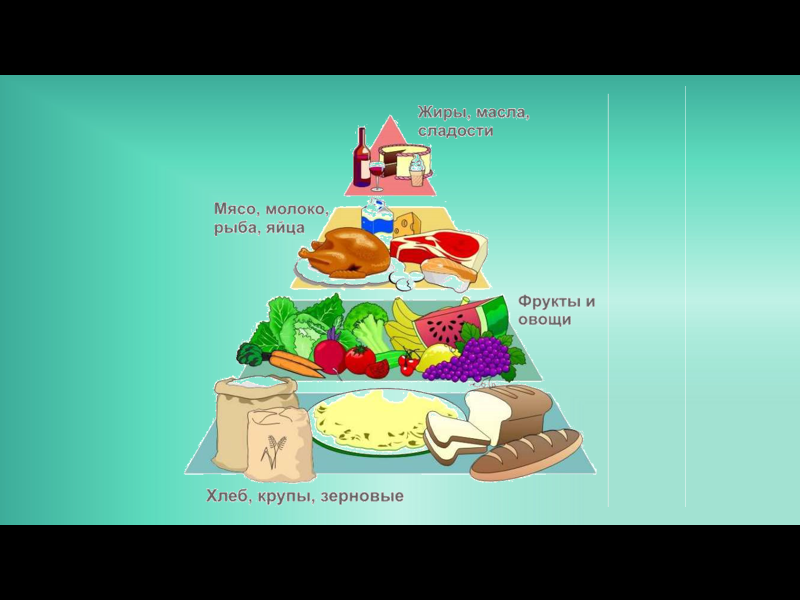 Жиры, масла,
сладости
Мясо, молоко,
рыба, яйца
Фрукты и
овощи
Хлеб, крупы, зерновые